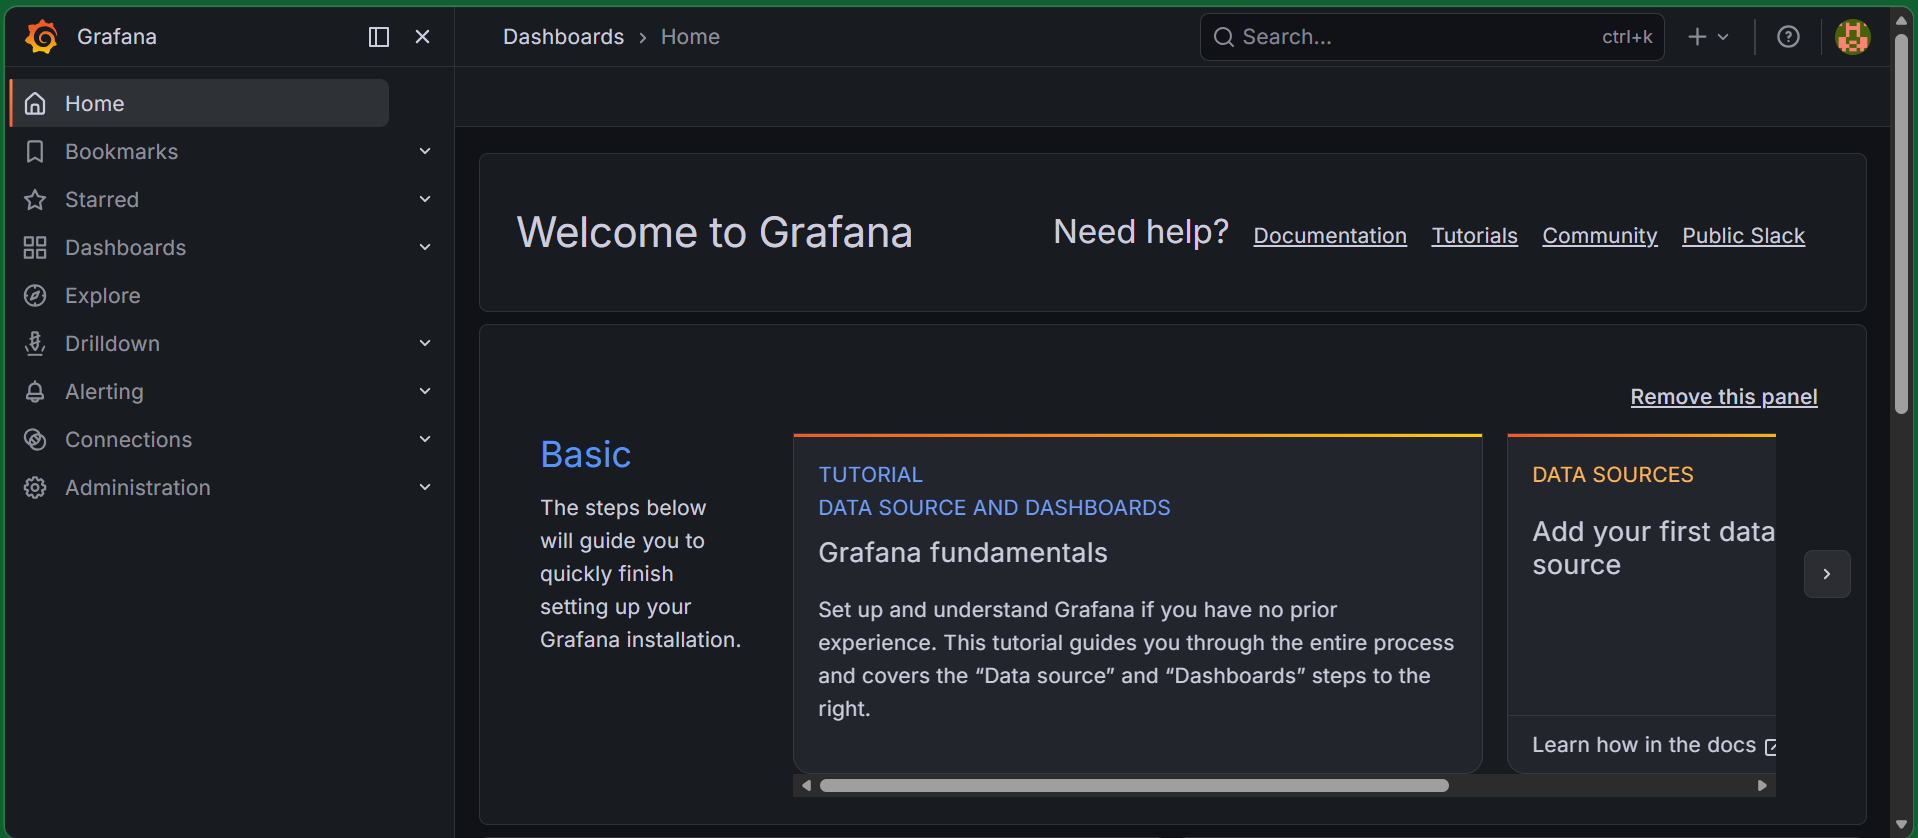 Grafana
Dashboards › Home
Search...
ctrl+k
Home
Bookmarks
Starred
Dashboards
Explore
Drilldown
Alerting
Connections
Administration
Welcome to Grafana
Need help?
Documentation
Tutorials
Community
Public Slack
Remove this panel
Basic
The steps below
will guide you to
quickly finish
setting up your
Grafana installation.
TUTORIAL
DATA SOURCE AND DASHBOARDS
Grafana fundamentals
Set up and understand Grafana if you have no prior
experience. This tutorial guides you through the entire process
and covers the “Data source” and “Dashboards” steps to the
right.
DATA SOURCES
Add your first data
source
Learn how in the docs